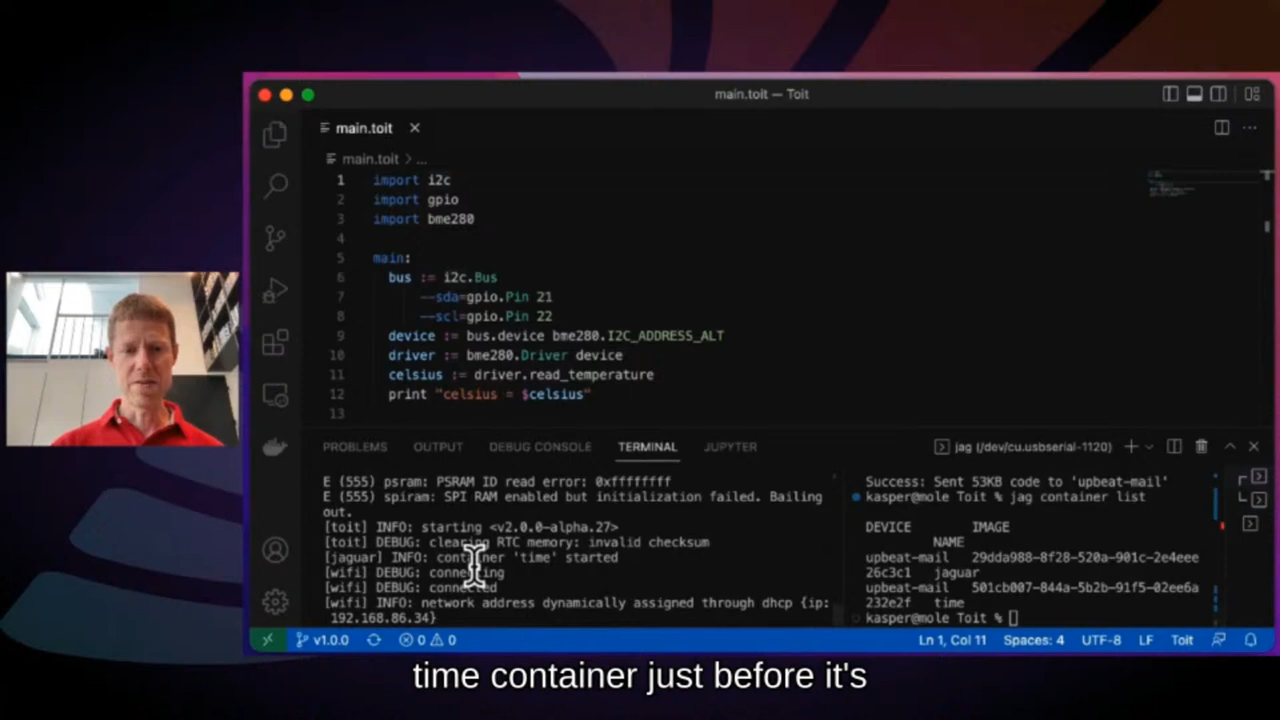 main.toit — Toit
main.toit
main.toit > ...
1 import i2c
2 import gpio
3 import bme280
4
5 main:
6 bus := i2c.Bus
7 --sda=gpio.Pin 21
8 --scl=gpio.Pin 22
9 device := bus.device bme280.I2C_ADDRESS_ALT
10 driver := bme280.Driver device
11 celsius := driver.read_temperature
12 print "celsius = $celsius"
13
PROBLEMS OUTPUT DEBUG CONSOLE TERMINAL JUPYTER
jag (/dev/cu.usbserial-1120)
E (555) psram: PSRAM ID read error: 0xffffffff
E (555) spiram: SPI RAM enabled but initialization failed. Bailing
out.
[toit] INFO: starting <v2.0.0-alpha.27>
[toit] DEBUG: clearing RTC memory: invalid checksum
[jaguar] INFO: container 'time' started
[wifi] DEBUG: connecting
[wifi] DEBUG: connected
[wifi] INFO: network address dynamically assigned through dhcp {ip:
192.168.86.34}
Success: Sent 53KB code to 'upbeat-mail'
kasper@mole Toit % jag container list
DEVICE IMAGE
NAME
upbeat-mail 29dda988-8f28-520a-901c-2e4eee
26c3c1 jaguar
upbeat-mail 501cb007-844a-5b2b-91f5-02ee6a
232e2f time
kasper@mole Toit %
v1.0.0 0 0 Ln 1, Col 11 Spaces: 4 UTF-8 LF Toit
time container just before it's